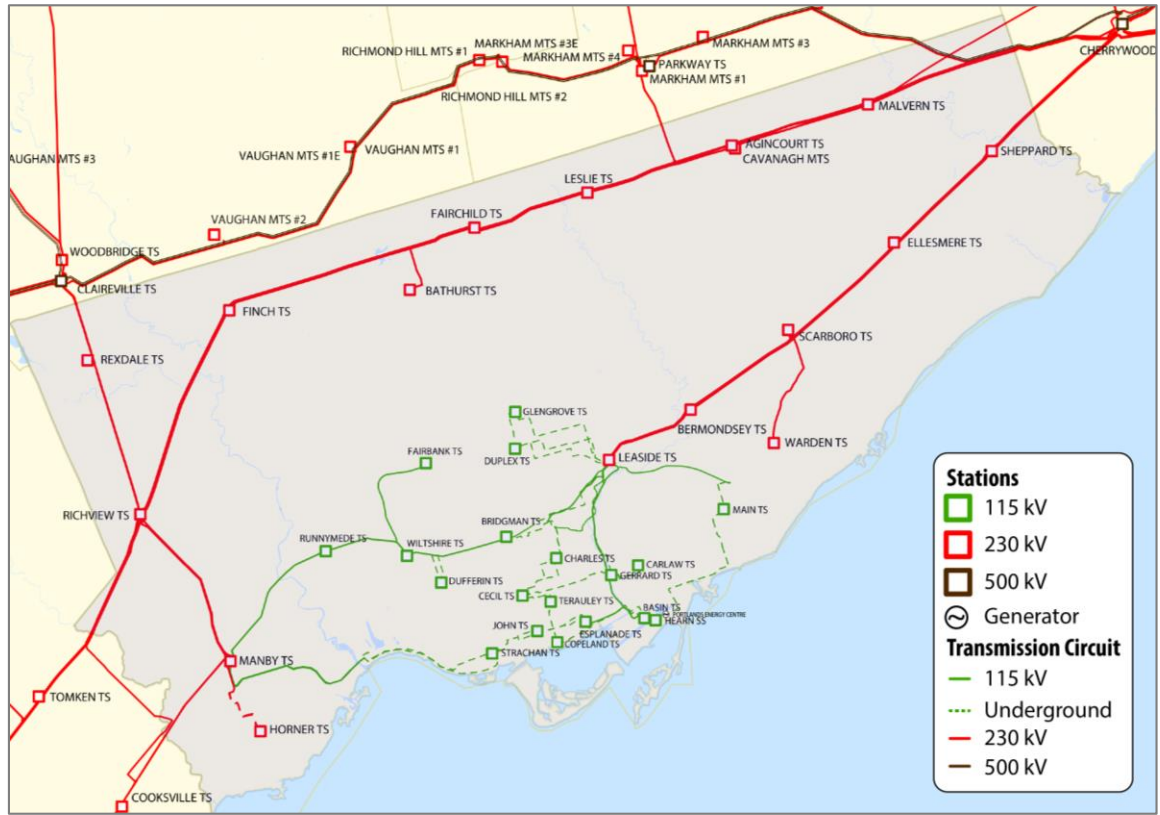 MARKHAM MTS #3E
RICHMOND HILL MTS #1
MARKHAM MTS #3
MARKHAM MTS #4
PARKWAY TS
CHERRYWOOD
MARKHAM MTS #1
RICHMOND HILL MTS #2
MALVERN TS
AGINCOURT TS
SHEPPARD TS
VAUGHAN MTS #1E
VAUGHAN MTS #1
AUGHAN MTS #3
CAVANAGH MTS
LESLIE TS
FAIRCHILD TS
VAUGHAN MTS #2
ELLESMERE TS
WOODBRIDGE TS
CLAIREVILLE TS
BATHURST TS
FINCH TS
SCARBORO TS
REXDALE TS
GLENGROVE TS
BERMONDSEY TS
WARDEN TS
FAIRBANK TS
DUPLEX TS
LEASIDE TS
RICHVIEW TS
MAIN TS
BRIDGMAN TS
RUNNYMEDE TS
WILTSHIRE TS
CHARLES TS
CARLAW TS
GERRARD TS
DUFFERIN TS
CECIL TS
TERAULEY TS
BASIN TS
PORTLANDS ENERGY CENTRE
HEARN SS
JOHN TS
ESPLANADE TS
COPELAND TS
STRACHAN TS
MANBY TS
TOMKEN TS
HORNER TS
COOKSVILLE TS
Stations
115 kV
230 kV
500 kV
Generator
Transmission Circuit
115 kV
Underground
230 kV
500 kV